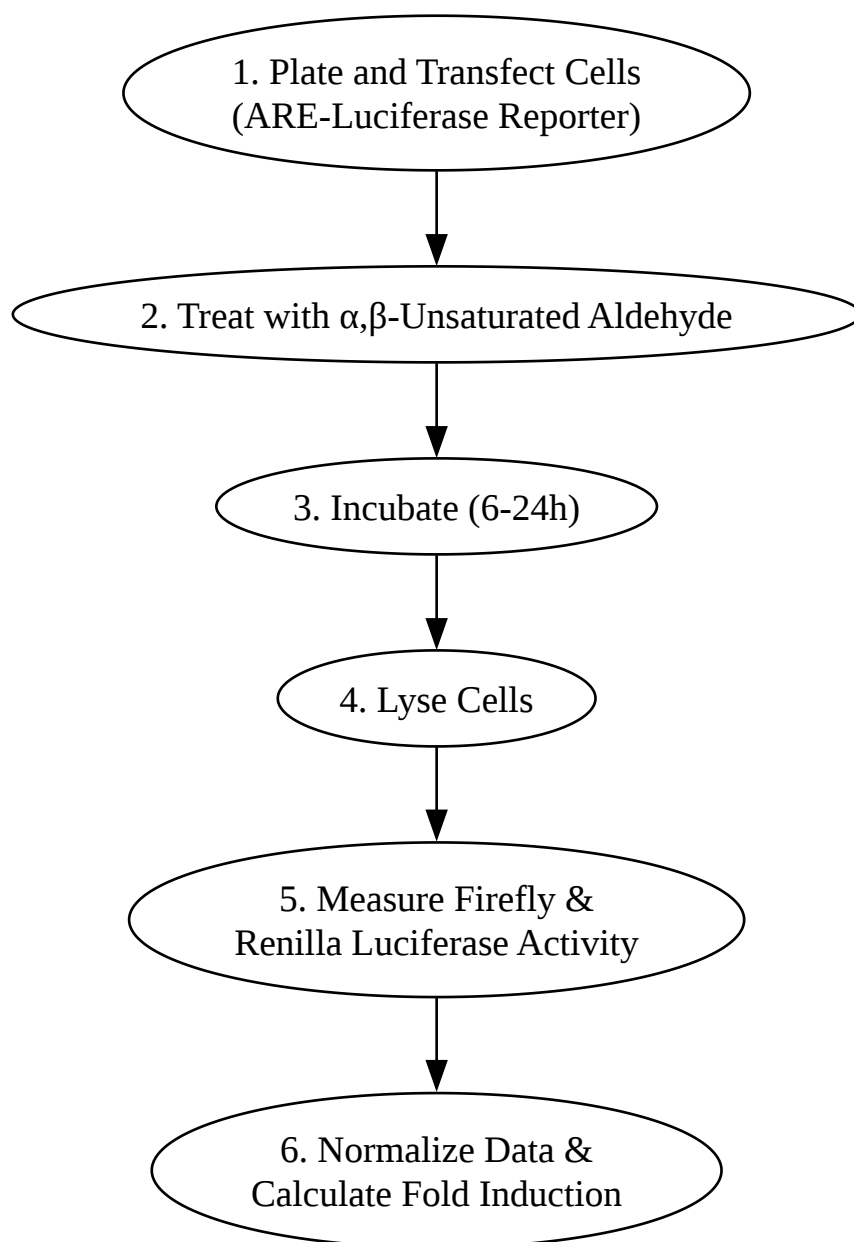 1. Plate and Transfect Cells
(ARE-Luciferase Reporter)
2. Treat with α,β-Unsaturated Aldehyde
3. Incubate (6-24h)
4. Lyse Cells
5. Measure Firefly &
Renilla Luciferase Activity
6. Normalize Data &
Calculate Fold Induction